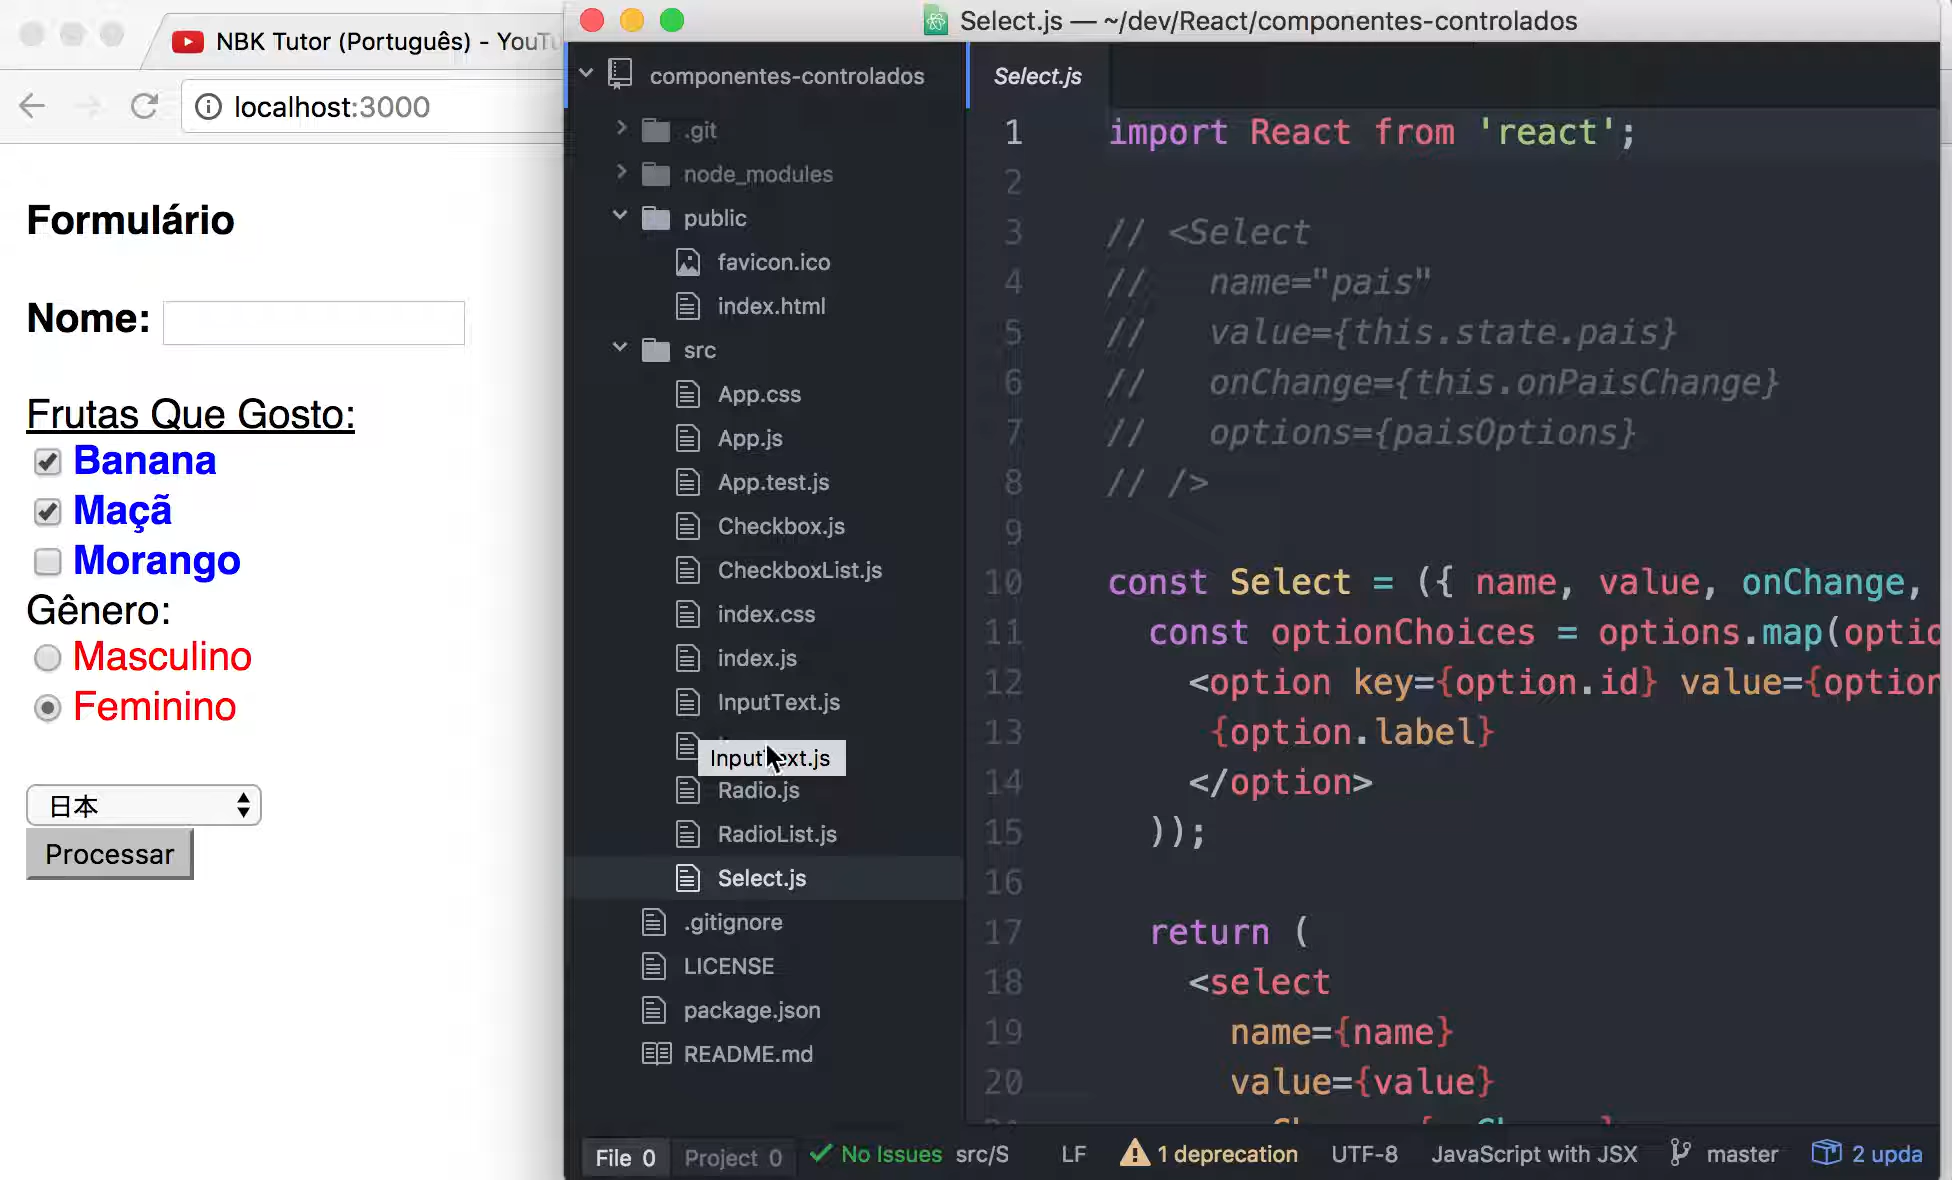 NBK Tutor (Português) - YouTu
localhost:3000
Formulário
Nome:
Frutas Que Gosto:
Banana
Maçã
Morango
Gênero:
Masculino
Feminino
日本
Processar
Select.js — ~/dev/React/componentes-controlados
componentes-controlados
.git
node_modules
public
favicon.ico
index.html
src
App.css
App.js
App.test.js
Checkbox.js
CheckboxList.js
index.css
index.js
InputText.js
InputText.js
Radio.js
RadioList.js
Select.js
.gitignore
LICENSE
package.json
README.md
Select.js
1 import React from 'react';
2
3 // <Select
4 //   name="pais"
5 //   value={this.state.pais}
6 //   onChange={this.onPaisChange}
7 //   options={paisOptions}
8 // />
9
10 const Select = ({ name, value, onChange,
11   const optionChoices = options.map(optio
12     <option key={option.id} value={option
13      {option.label}
14     </option>
15   ));
16
17   return (
18     <select
19       name={name}
20       value={value}
File 0 Project 0 No Issues src/S LF 1 deprecation UTF-8 JavaScript with JSX master 2 upda